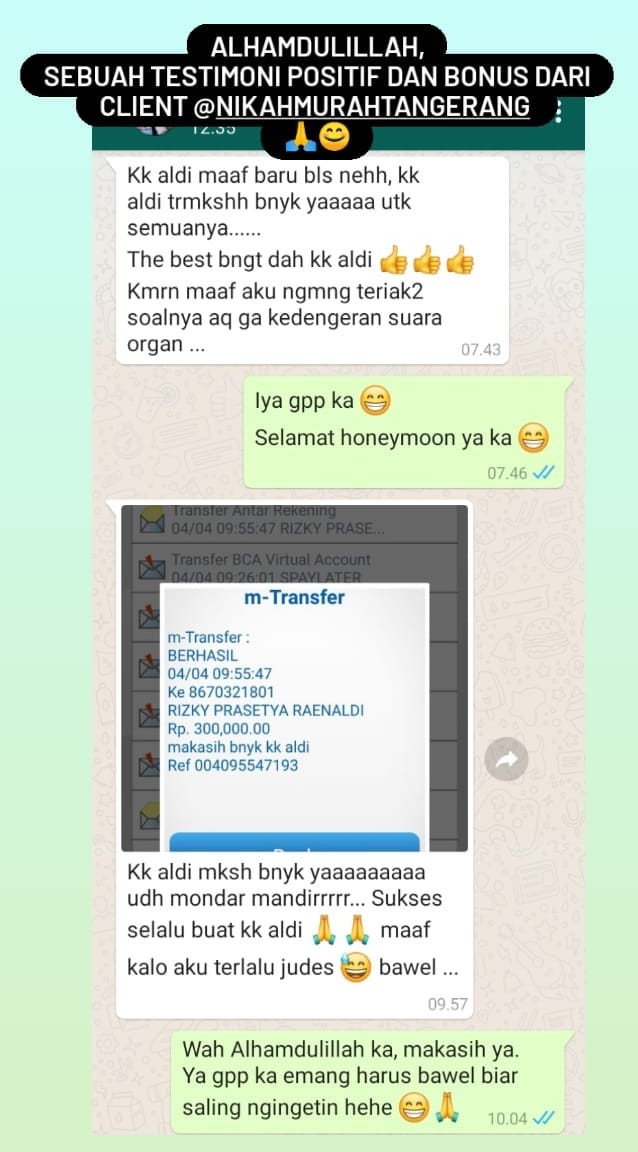 ALHAMDULILLAH,
SEBUAH TESTIMONI POSITIF DAN BONUS DARI
CLIENT @NIKAHMURAHTANGERANG
12.35
🙏😊
Kk aldi maaf baru bls nehh, kk
aldi trmkshh bnyk yaaaaa utk
semuanya......
The best bngt dah kk aldi 👍👍👍
Kmrn maaf aku ngmng teriak2
soalnya aq ga kedengeran suara
organ ...
07.43
Iya gpp ka 😁
Selamat honeymoon ya ka 😁
07.46
Transfer Antar Rekening
04/04 09:55:47 RIZKY PRASE...
Transfer BCA Virtual Account
04/04 09:26:01 SPAYLATER
m-Transfer
m-Transfer :
BERHASIL
04/04 09:55:47
Ke 8670321801
RIZKY PRASETYA RAENALDI
Rp. 300,000.00
makasih bnyk kk aldi
Ref 004095547193
Kk aldi mksh bnyk yaaaaaaaaaa
udh mondar mandirrrrr... Sukses
selalu buat kk aldi 🙏 🙏 maaf
kalo aku terlalu judes 😅 bawel ...
09.57
Wah Alhamdulillah ka, makasih ya.
Ya gpp ka emang harus bawel biar
saling ngingetin hehe 😁🙏
10.04